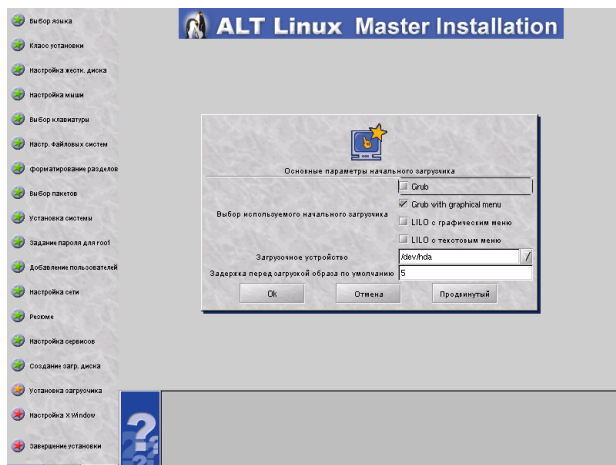 ALT Linux Master Installation
Выбор языка
Класс установки
Настройка жестк. диска
Настройка мыши
Выбор клавиатуры
Настр. файловых систем
форматирование разделов
Выбор пакетов
Установка системы
Задание пароля для root
Добавление пользователей
Настройка сети
Резюме
Настройка сервисов
Создание загр. диска
Установка загрузчика
Настройка X Window
Завершение установки
Основные параметры начального загрузчика
Выбор используемого начального загрузчика
Grub
Grub with graphical menu
LILO с графическим меню
LILO с текстовым меню
Загрузочное устройство /dev/hda
Задержка перед загрузкой образа по умолчанию 5
Ok Отмена Продвинутый